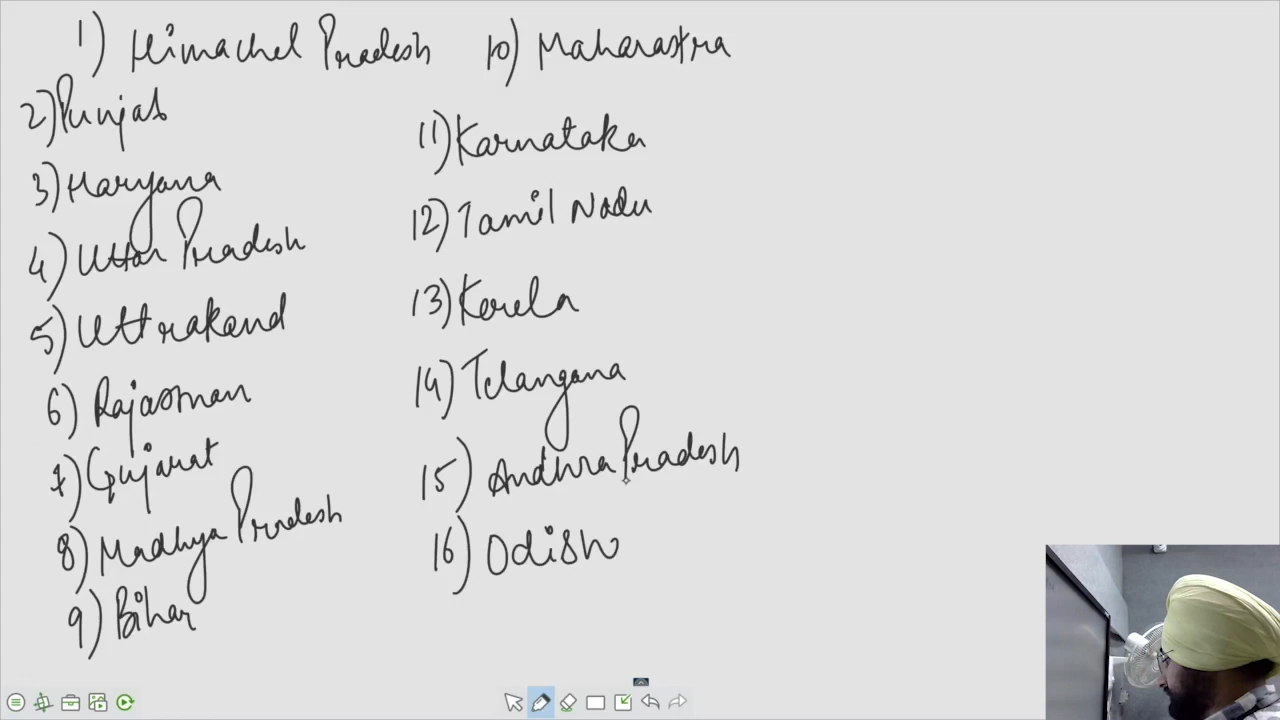 1) Himachel Pradesh
2) Punjab
3) Haryana
4) Uttar Pradesh
5) Uttrakand
6) Rajasthan
7) Gujarat
8) Madhya Pradesh
9) Bihar
10) Maharastra
11) Karnataka
12) Tamil Nadu
13) Kerela
14) Telangana
15) Andhra Pradesh
16) Odish